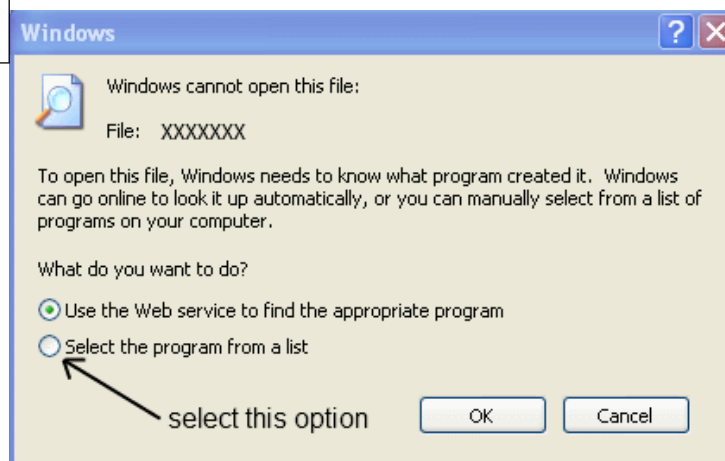 Windows
Windows cannot open this file:
File: XXXXXXX
To open this file, Windows needs to know what program created it. Windows
can go online to look it up automatically, or you can manually select from a list of
programs on your computer.
What do you want to do?
Use the Web service to find the appropriate program
Select the program from a list
select this option
OK
Cancel